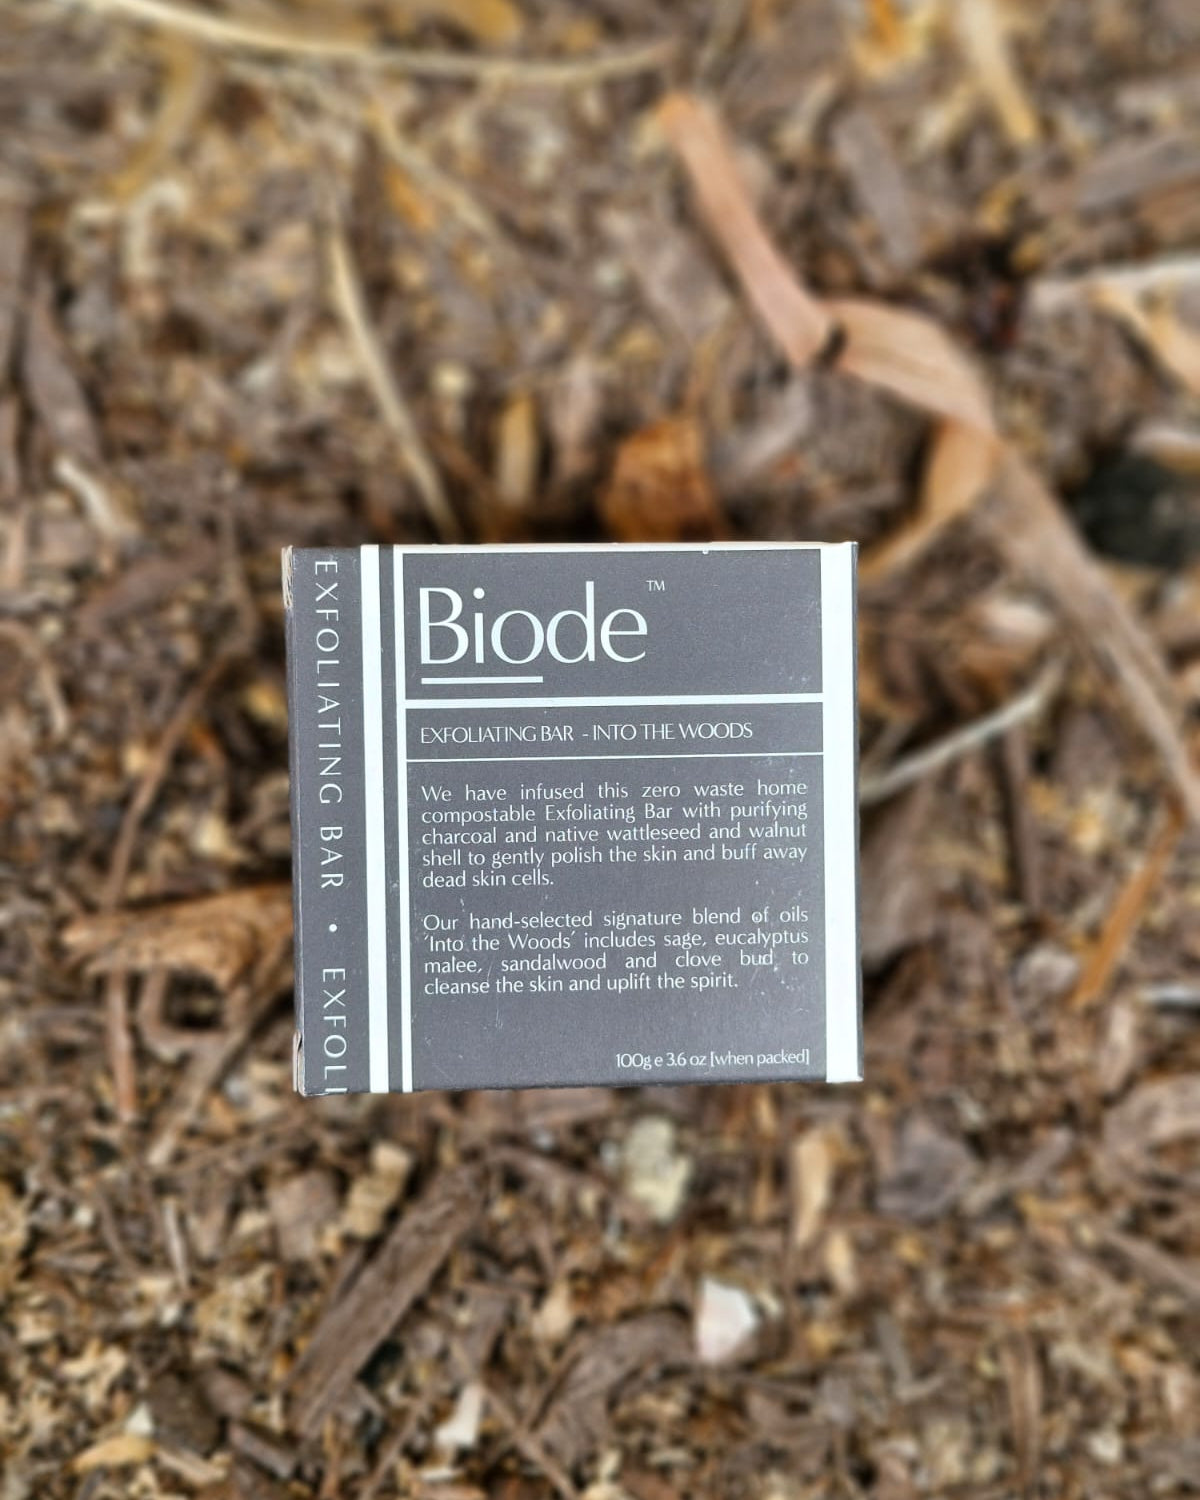 EXFOLIATING BAR • EXFOLI
Biode™
EXFOLIATING BAR - INTO THE WOODS
We have infused this zero waste home
compostable Exfoliating Bar with purifying
charcoal and native wattleseed and walnut
shell to gently polish the skin and buff away
dead skin cells.
Our hand-selected signature blend of oils
'Into the Woods' includes sage, eucalyptus
malee, sandalwood and clove bud to
cleanse the skin and uplift the spirit.
100g e 3.6 oz [when packed]